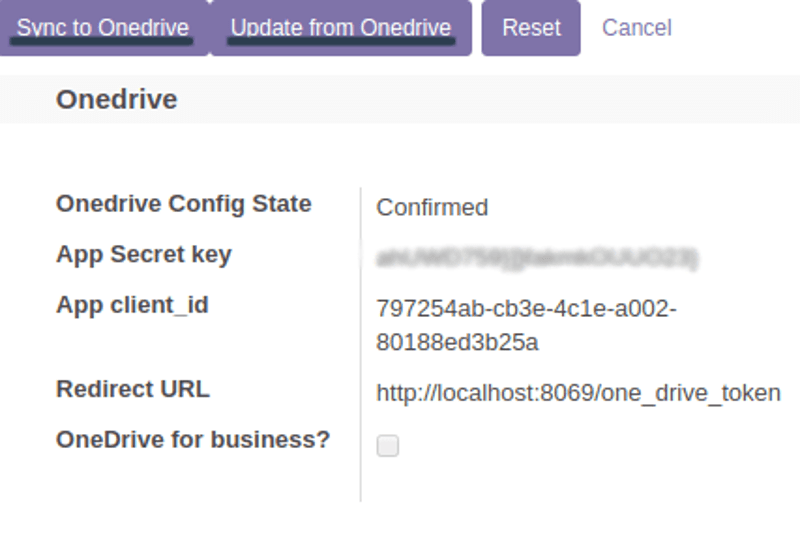 Sync to Onedrive Update from Onedrive Reset Cancel
Onedrive
Onedrive Config State Confirmed
App Secret key
App client_id 797254ab-cb3e-4c1e-a002-
80188ed3b25a
Redirect URL http://localhost:8069/one_drive_token
OneDrive for business?